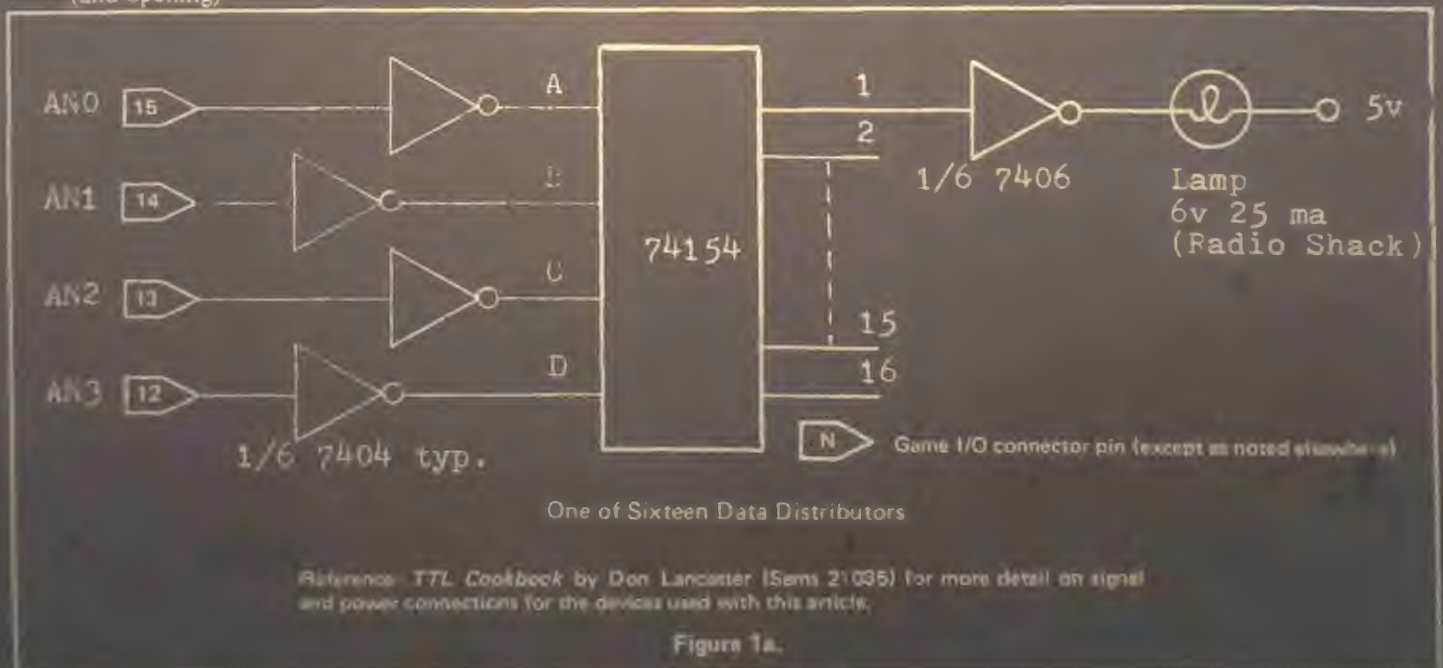 (and opening)
AN0 15 A 1 5v
2
1/6 7406
Lamp
6v 25 ma
(Radio Shack)
AN1 14 B
74154
AN2 13 C
15
16
AN3 12 D
1/6 7404 typ.
N Game I/O connector pin (except as noted elsewhere)
One of Sixteen Data Distributors
Reference: TTL Cookbook by Don Lancaster (Sams 21035) for more detail on signal
and power connections for the devices used with this article.
Figure 1a.